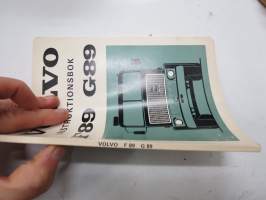 VOLVO
INSTRUKTIONSBOK
F89 G89
VOLVO F 89 G 89